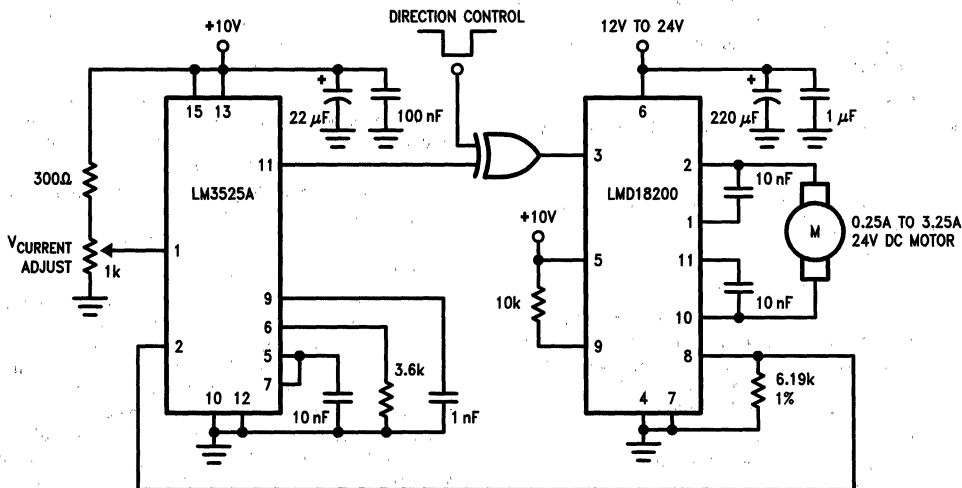 DIRECTION CONTROL
+10V
12V TO 24V
15 13
22 µF
+
100 nF
6
220 µF
+
1 µF
300Ω
11
LM3525A
3
LMD18200
2
10 nF
1
M
0.25A TO 3.25A
24V DC MOTOR
VCURRENT
ADJUST
1k
1
+10V
5
11
10k
9
10 nF
10
9
6
2
5
7
3.6k
8
6.19k
1%
10 12
10 nF
1 nF
4 7